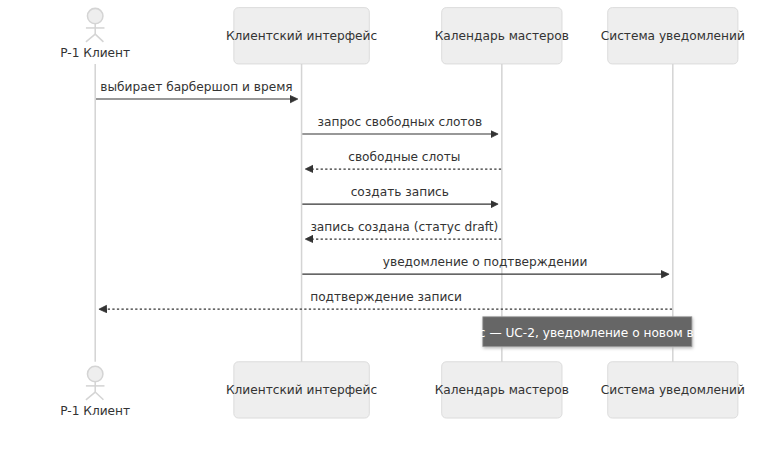 Клиентский интерфейс
Календарь мастеров
Система уведомлений
Р-1 Клиент
выбирает барбершоп и время
запрос свободных слотов
свободные слоты
создать запись
запись создана (статус draft)
уведомление о подтверждении
подтверждение записи
— UC-2, уведомление о новом
Р-1 Клиент
Клиентский интерфейс
Календарь мастеров
Система уведомлений